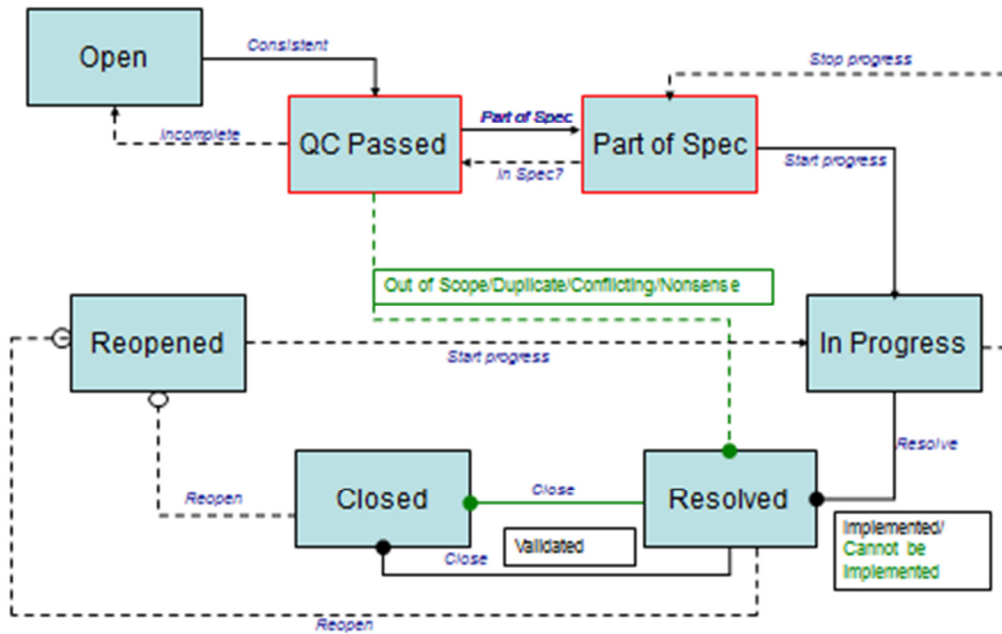 Open
Consistent
Stop progress
Incomplete
QC Passed
Part of Spec
In Spec?
Part of Spec
Start progress
Out of Scope/Duplicate/Conflicting/Nonsense
Reopened
Start progress
In Progress
Resolve
Reopen
Closed
Close
Resolved
Validated
Close
Implemented/
Cannot be
Implemented
Reopen